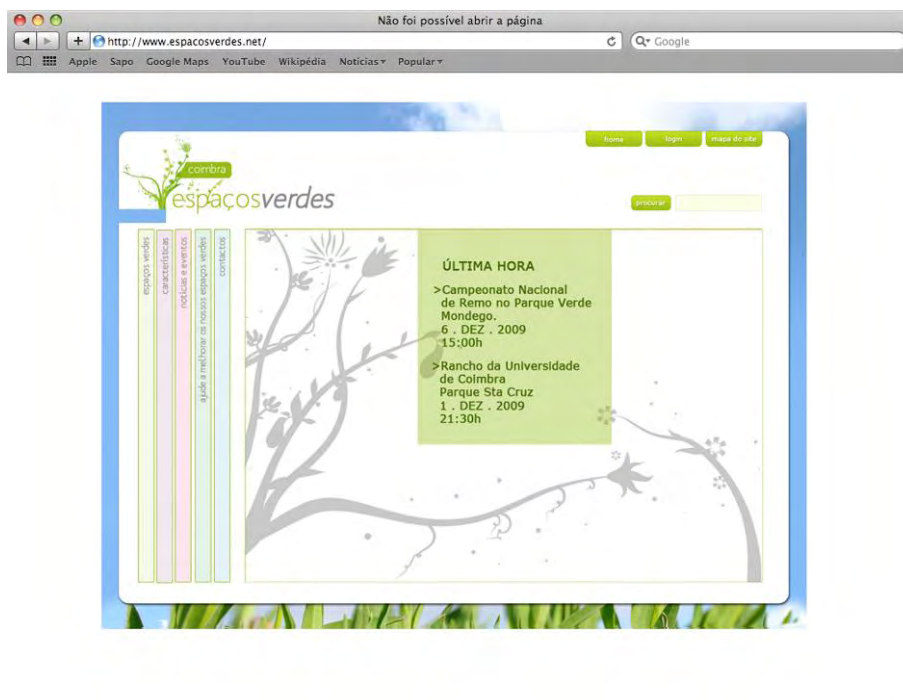 Não foi possível abrir a página
+ http://www.espacosverdes.net/
Q Google
Apple Sapo Google Maps YouTube Wikipédia Notícias Popular
home login mapa do site
coimbra
espaçosverdes
procurar
espaços verdes
características
notícias e eventos
ajude a melhorar os nossos espaços verdes
contactos
ÚLTIMA HORA
>Campeonato Nacional
de Remo no Parque Verde
Mondego.
6 . DEZ . 2009
15:00h
>Rancho da Universidade
de Coimbra
Parque Sta Cruz
1 . DEZ . 2009
21:30h